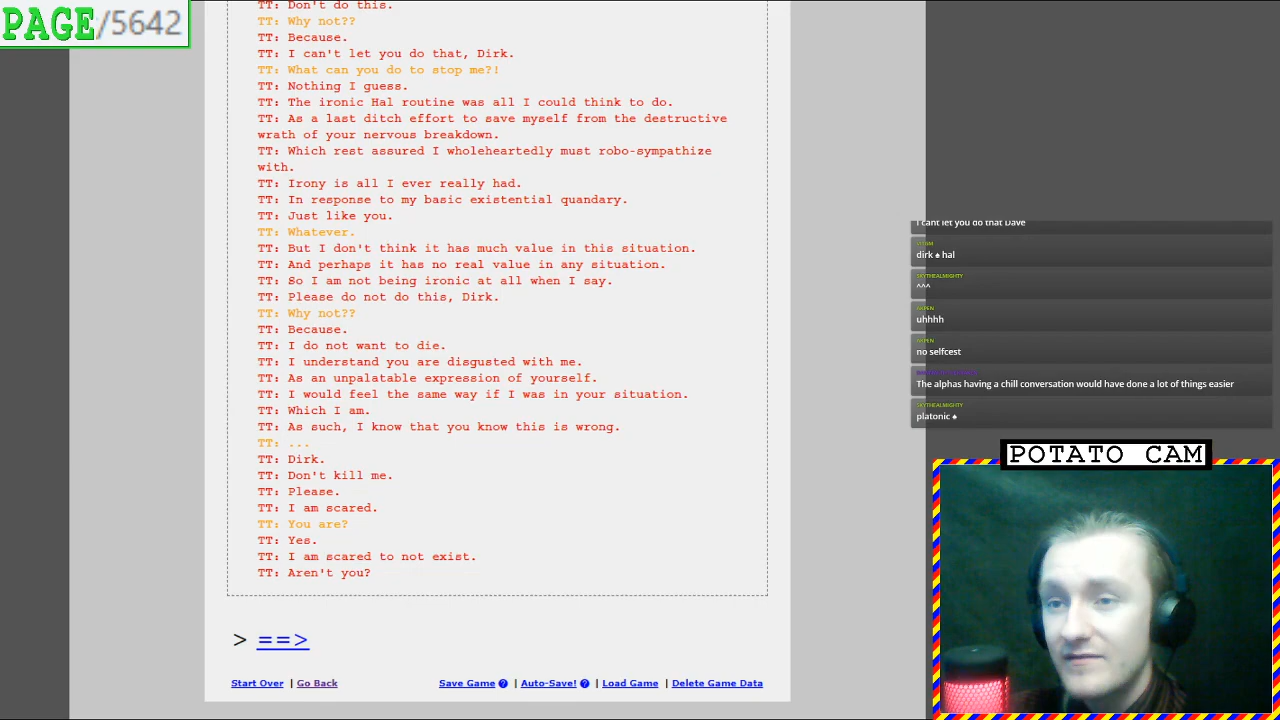 PAGE/5642
TT: Don't do this.
TT: Why not??
TT: Because.
TT: I can't let you do that, Dirk.
TT: What can you do to stop me?!
TT: Nothing I guess.
TT: The ironic Hal routine was all I could think to do.
TT: As a last ditch effort to save myself from the destructive
wrath of your nervous breakdown.
TT: Which rest assured I wholeheartedly must robo-sympathize
with.
TT: Irony is all I ever really had.
TT: In response to my basic existential quandary.
TT: Just like you.
TT: Whatever.
TT: But I don't think it has much value in this situation.
TT: And perhaps it has no real value in any situation.
TT: So I am not being ironic at all when I say.
TT: Please do not do this, Dirk.
TT: Why not??
TT: Because.
TT: I do not want to die.
TT: I understand you are disgusted with me.
TT: As an unpalatable expression of yourself.
TT: I would feel the same way if I was in your situation.
TT: Which I am.
TT: As such, I know that you know this is wrong.
TT: ...
TT: Dirk.
TT: Don't kill me.
TT: Please.
TT: I am scared.
TT: You are?
TT: Yes.
TT: I am scared to not exist.
TT: Aren't you?
> ==>
Start Over | Go Back
Save Game ? | Auto-Save! ? | Load Game | Delete Game Data
I cant let you do that Dave
dirk ♠ hal
SKYTHEALMIGHTY
^^^
uhhhh
no selfcest
The alphas having a chill conversation would have done a lot of things easier
SKYTHEALMIGHTY
platonic ♠
POTATO CAM